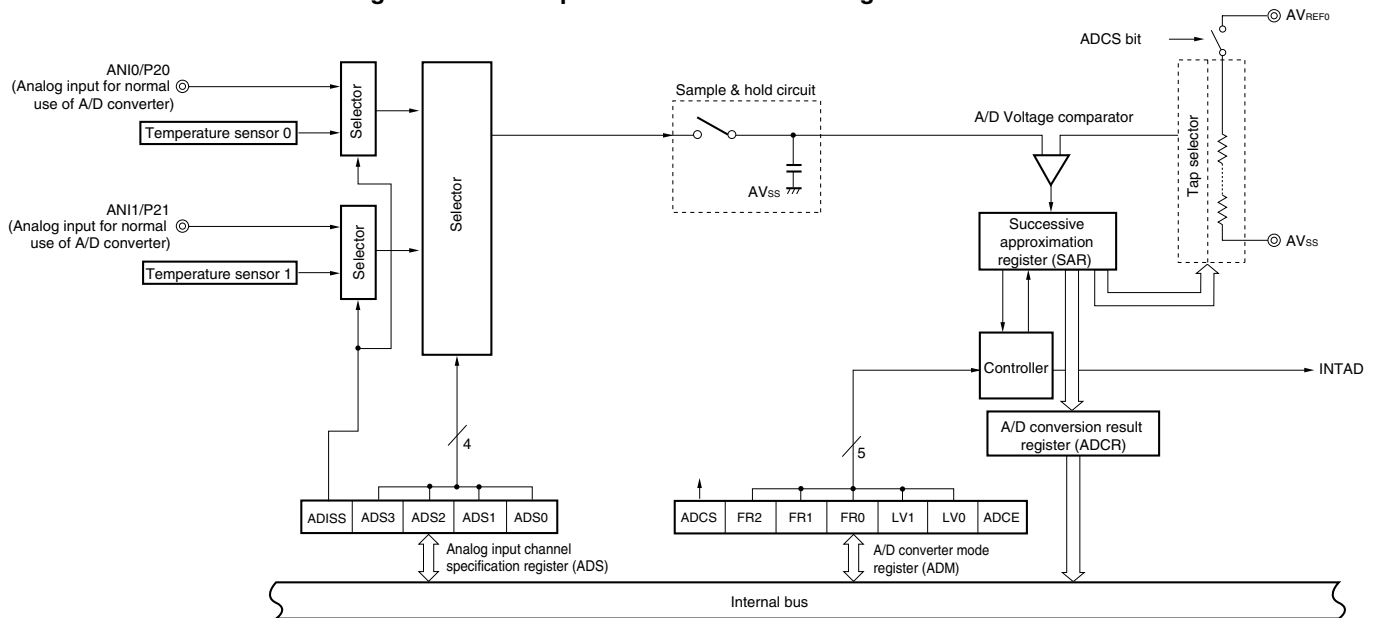 AVREF0
ADCS bit
ANI0/P20
(Analog input for normal
use of A/D converter)
Selector
Temperature sensor 0
Sample & hold circuit
A/D Voltage comparator
Tap selector
AVSS
Selector
ANI1/P21
(Analog input for normal
use of A/D converter)
Selector
Temperature sensor 1
Successive
approximation
register (SAR)
AVSS
Controller
INTAD
A/D conversion result
register (ADCR)
4
5
ADISS ADS3 ADS2 ADS1 ADS0
ADCS FR2 FR1 FR0 LV1 LV0 ADCE
Analog input channel
specification register (ADS)
A/D converter mode
register (ADM)
Internal bus